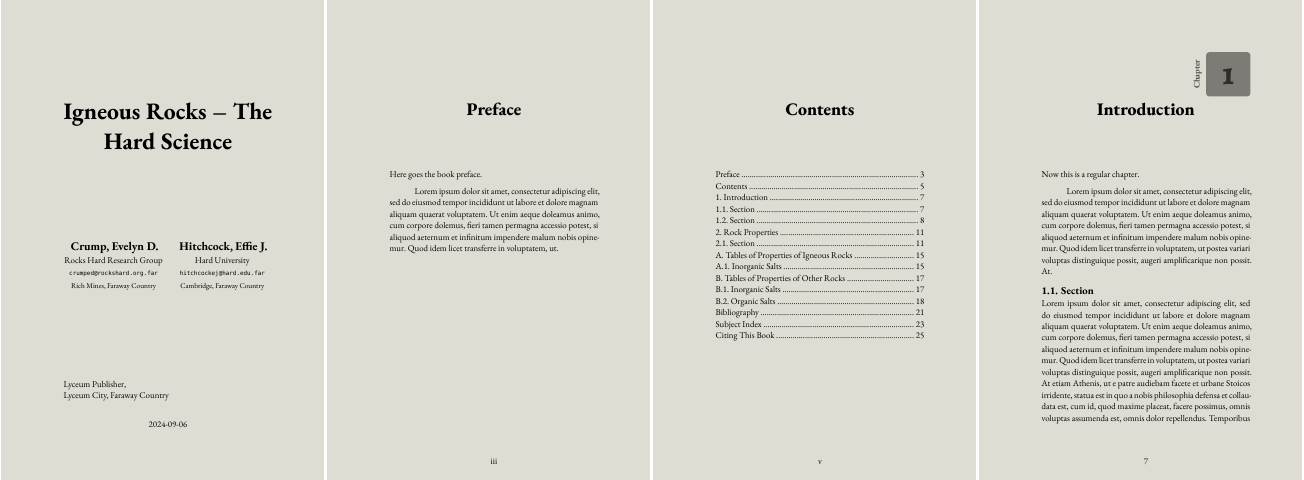 Igneous Rocks – The
Hard Science
Crump, Evelyn D.
Rocks Hard Research Group
crumped@rockshard.org.far
Rich Mines, Faraway Country
Hitchcock, Effie J.
Hard University
hitchcockej@hard.edu.far
Cambridge, Faraway Country
Lyceum Publisher,
Lyceum City, Faraway Country
2024-09-06
Preface
Here goes the book preface.
Lorem ipsum dolor sit amet, consectetur adipiscing elit,
sed do eiusmod tempor incididunt ut labore et dolore magnam
aliquam quaerat voluptatem. Ut enim aeque doleamus animo,
cum corpore dolemus, fieri tamen permagna accessio potest, si
aliquod aeternum et infinitum impendere malum nobis opine-
mur. Quod idem licet transferre in voluptatem, ut.
iii
Contents
Preface ........ 3
Contents ........ 5
1. Introduction ........ 7
1.1. Section ........ 7
1.2. Section ........ 8
2. Rock Properties ........ 11
2.1. Section ........ 11
A. Tables of Properties of Igneous Rocks ........ 15
A.1. Inorganic Salts ........ 15
B. Tables of Properties of Other Rocks ........ 17
B.1. Inorganic Salts ........ 17
B.2. Organic Salts ........ 18
Bibliography ........ 21
Subject Index ........ 23
Citing This Book ........ 25
v
Chapter
1
Introduction
Now this is a regular chapter.
Lorem ipsum dolor sit amet, consectetur adipiscing elit,
sed do eiusmod tempor incididunt ut labore et dolore magnam
aliquam quaerat voluptatem. Ut enim aeque doleamus animo,
cum corpore dolemus, fieri tamen permagna accessio potest, si
aliquod aeternum et infinitum impendere malum nobis opine-
mur. Quod idem licet transferre in voluptatem, ut postea variari
voluptas distinguique possit, augeri amplificarique non possit.
At.
1.1. Section
Lorem ipsum dolor sit amet, consectetur adipiscing elit, sed
do eiusmod tempor incididunt ut labore et dolore magnam
aliquam quaerat voluptatem. Ut enim aeque doleamus animo,
cum corpore dolemus, fieri tamen permagna accessio potest, si
aliquod aeternum et infinitum impendere malum nobis opine-
mur. Quod idem licet transferre in voluptatem, ut postea variari
voluptas distinguique possit, augeri amplificarique non possit.
At etiam Athenis, ut e patre audiebam facete et urbane Stoicos
irridente, statua est in quo a nobis philosophia defensa et collau-
data est, cum id, quod maxime placeat, facere possimus, omnis
voluptas assumenda est, omnis dolor repellendus. Temporibus
7